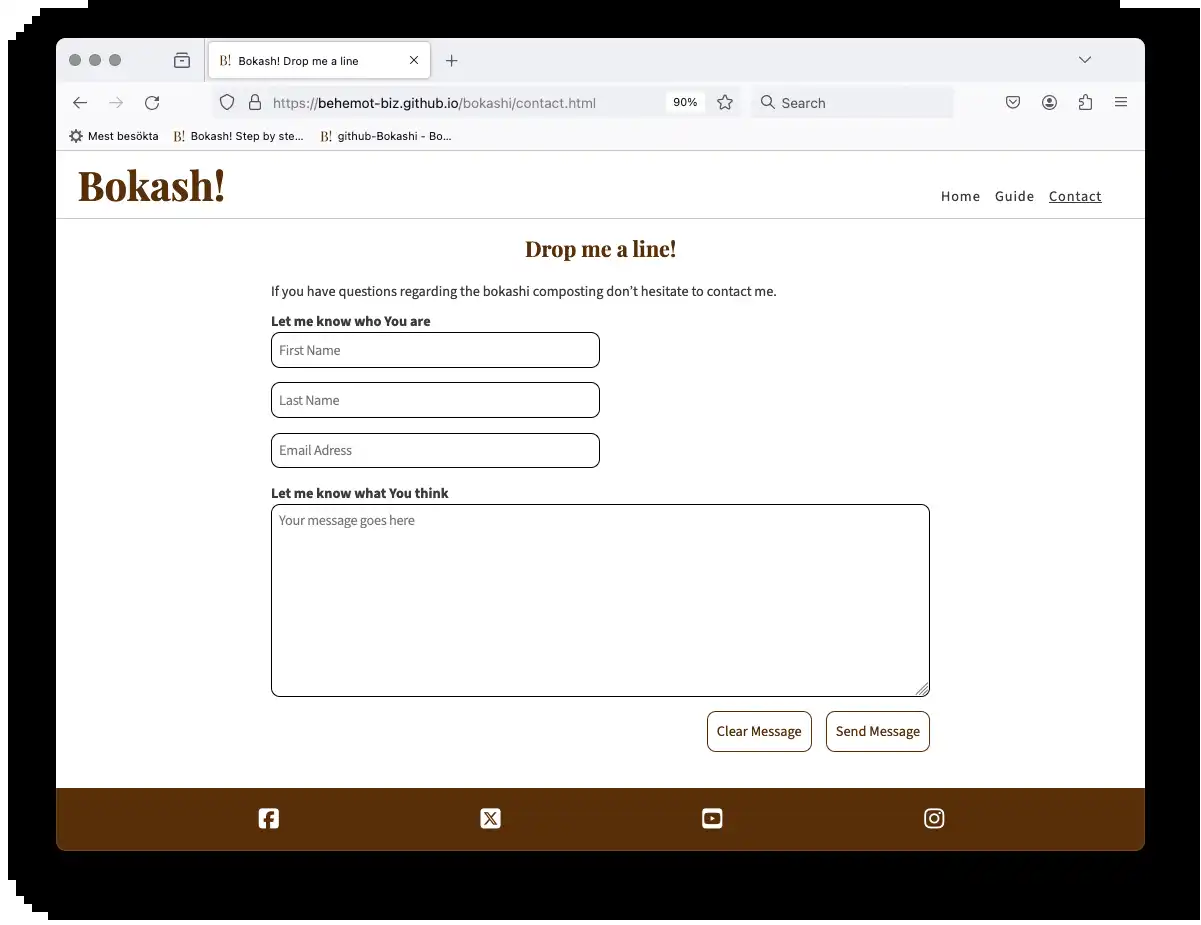 B! Bokash! Drop me a line
https://behemot-biz.github.io/bokashi/contact.html 90% Search
Mest besökta B! Bokash! Step by ste... B! github-Bokashi - Bo...
Bokash!
Home Guide Contact
Drop me a line!
If you have questions regarding the bokashi composting don’t hesitate to contact me.
Let me know who You are
First Name
Last Name
Email Adress
Let me know what You think
Your message goes here
Clear Message Send Message